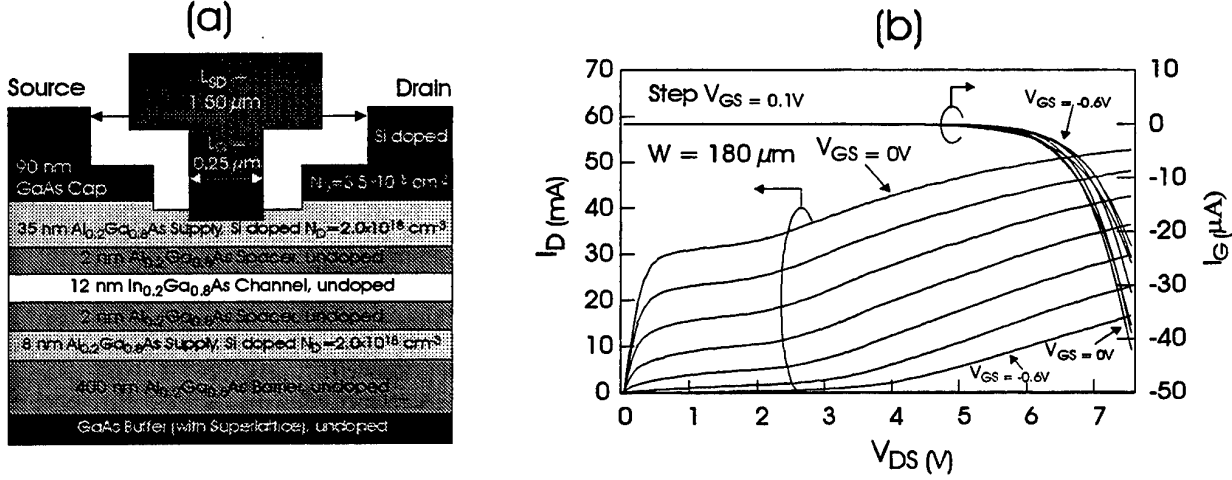 (a)
Source
Drain
L_SD =
1.50 μm
L_G =
0.25 μm
Si doped
90 nm
GaAs Cap
35 nm Al0.2Ga0.8As Supply, Si doped N_D=2.0·10^18 cm^-3
2 nm Al0.2Ga0.8As Spacer, undoped
12 nm In0.2Ga0.8As Channel, undoped
2 nm Al0.2Ga0.8As Spacer, undoped
8 nm Al0.2Ga0.8As Supply, Si doped N_D=2.0·10^18 cm^-3
400 nm Al0.2Ga0.8As Barrier, undoped
GaAs Buffer (with Superlattice), undoped
(b)
Step V_GS = 0.1V
W = 180 μm
V_GS = 0V
V_GS = -0.6V
V_GS = 0V
V_GS = -0.6V
I_D (mA)
70
60
50
40
30
20
10
0
0 1 2 3 4 5 6 7
V_DS (V)
10
0
-10
-20
-30
-40
-50
I_G (μA)